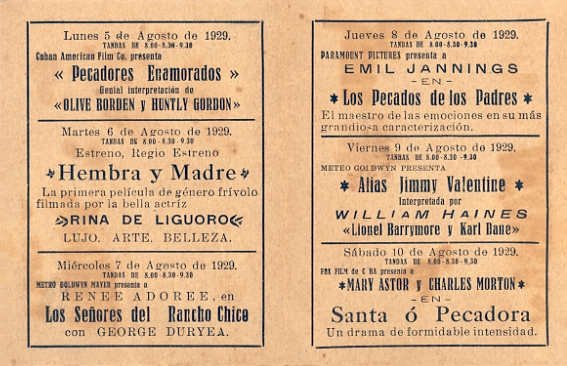 Lunes 5 de Agosto de 1929.
TANDAS DE 8.00-8.30-9.30
Cuban American Film Co. presenta
« Pecadores Enamorados »
Genial interpretación de
«OLIVE BORDEN y HUNTLY GORDON»
Martes 6 de Agosto de 1929.
TANDAS DE 8.00-8.30-9.30
Estreno, Regio Estreno
Hembra y Madre
La primera película de género frívolo
filmada por la bella actríz
RINA DE LIGUORO
LUJO. ARTE. BELLEZA.
Miércoles 7 de Agosto de 1929.
TANDAS DE 8.00-8.30-9.30
METRO GOLDWYN MAYER presenta a
RENEE ADOREE, en
Los Señores del Rancho Chico
con GEORGE DURYEA.
Jueves 8 de Agosto de 1929.
TANDAS DE 8.00-8.30-9.30
PARAMOUNT PICTURES presenta a
EMIL JANNINGS
-EN-
Los Pecados de los Padres
El maestro de las emociones en su más
grandiosa caracterización.
Viernes 9 de Agosto de 1929.
TANDAS DE 8.00-8.30-9.30
METEO GOLDWYN PRESENTA
Alias Jimmy Valentine
Interpretada por
WILLIAM HAINES
«Lionel Barrymore y Karl Dane»
Sábado 10 de Agosto de 1929.
TANDAS DE 8.00-8.30-9.30
FOX FILM de C BA presenta a
MARY ASTOR y CHARLES MORTON
-EN-
Santa ó Pecadora
Un drama de formidable intensidad.